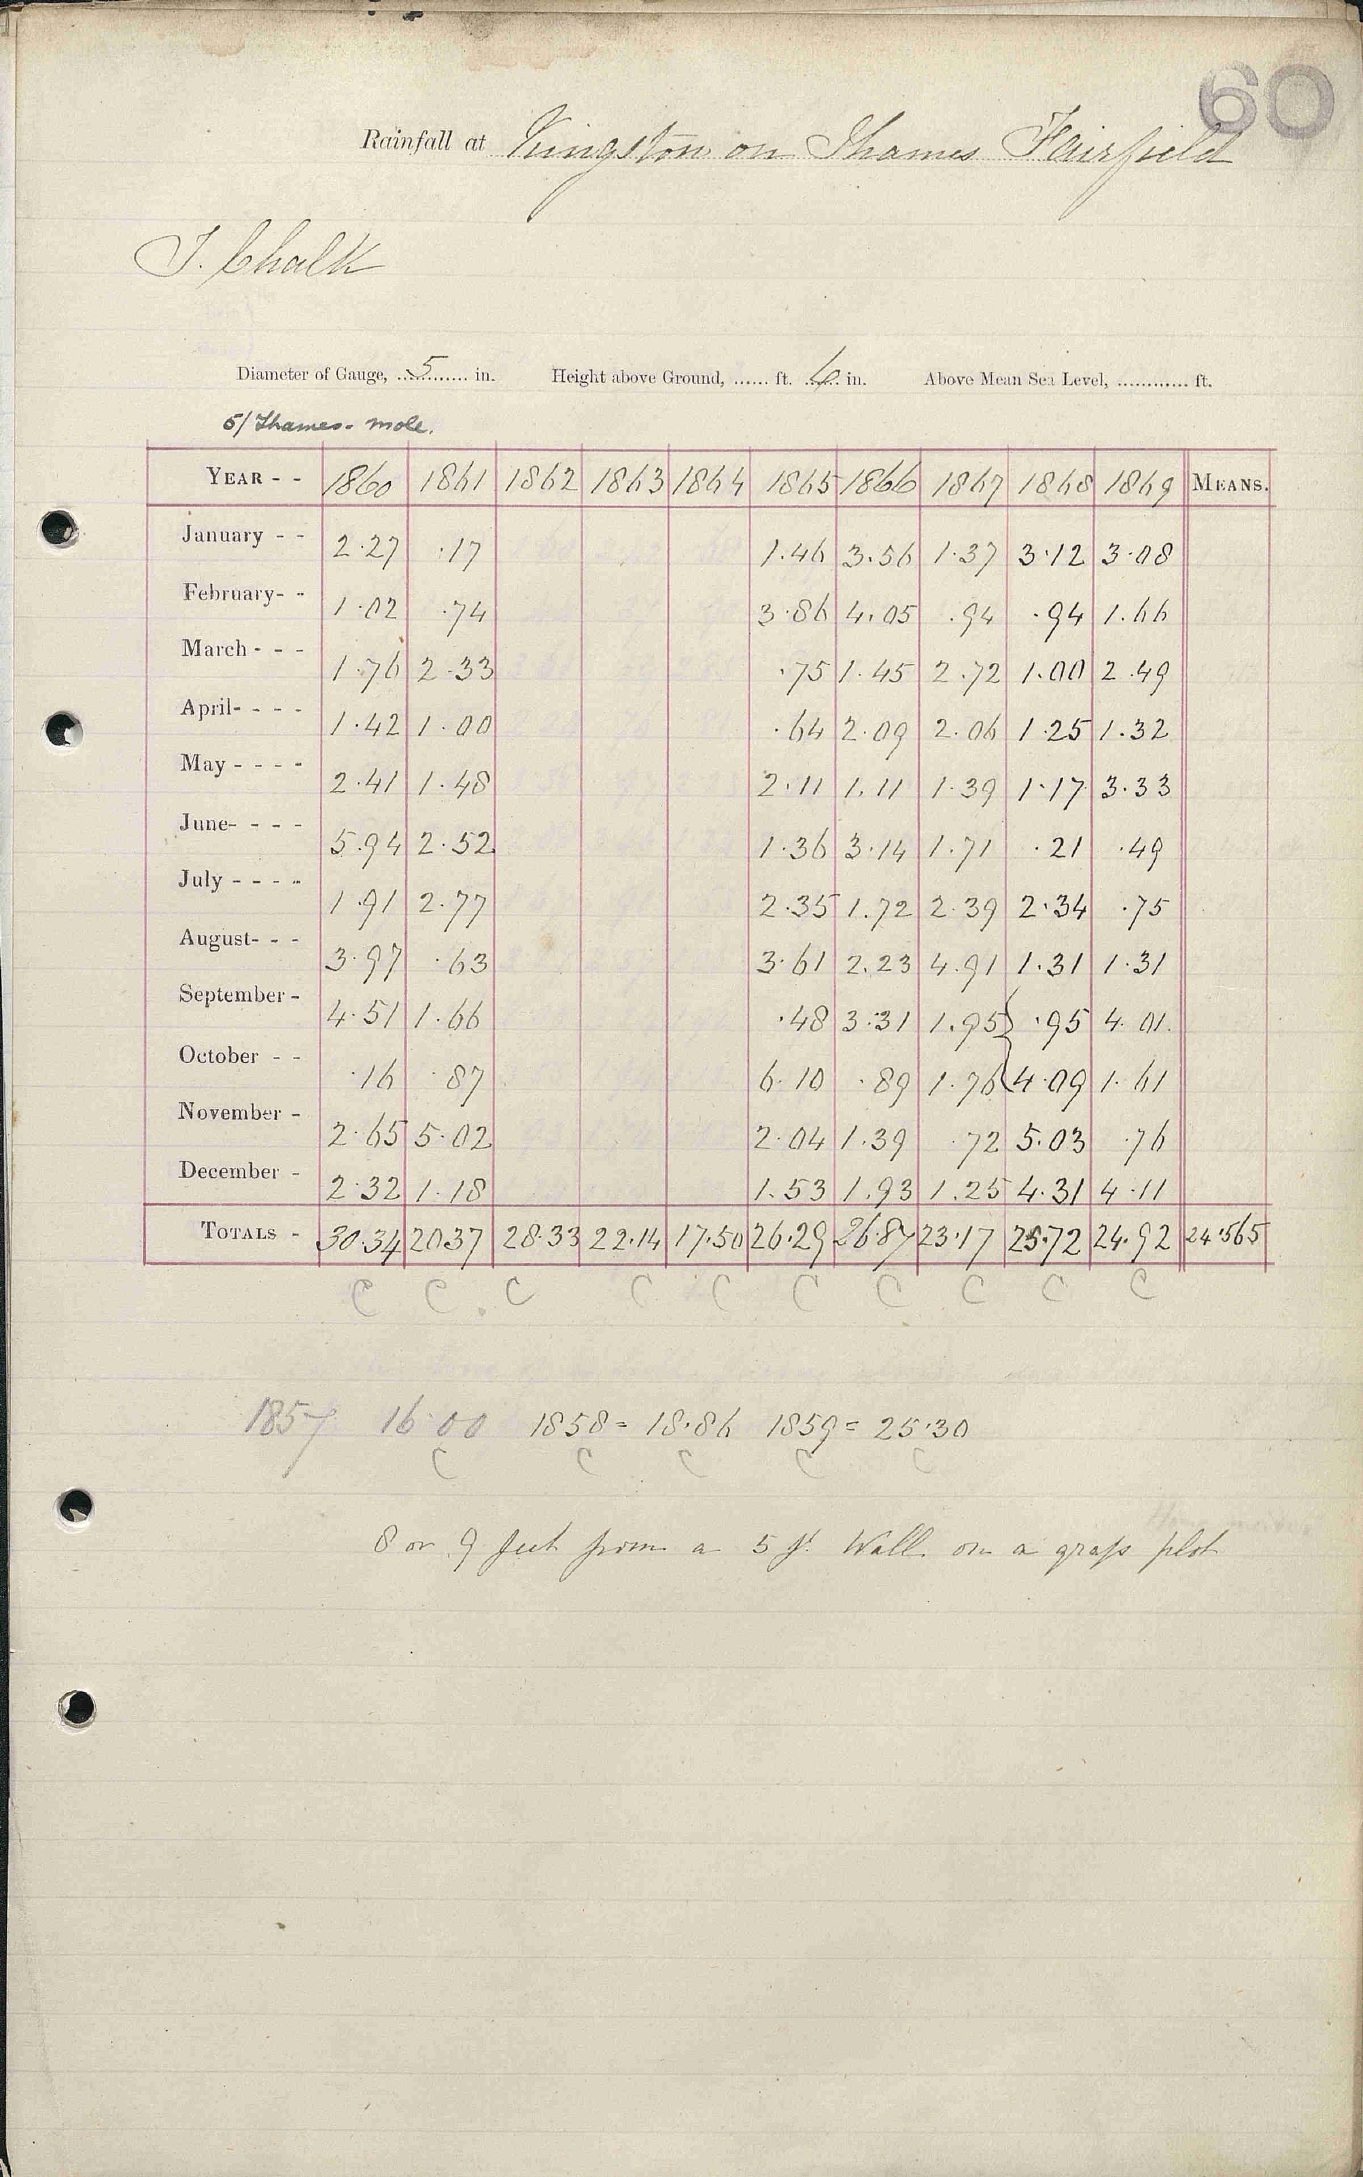 60
Rainfall at Kingston on Thames Fairfield
J. Chalk
Diameter of Gauge, 5 in. Height above Ground, ...... ft. 6 in. Above Mean Sea Level, ............ ft.
5/ Thames - Mole.
YEAR - - 1860 1861 1862 1863 1864 1865 1866 1867 1868 1869 MEANS.
January - - 2.27 .17 1.46 3.56 1.37 3.12 3.08
February - - 1.02 .74 3.86 4.05 .94 .94 1.66
March - - - 1.76 2.33 .75 1.45 2.72 1.00 2.49
April - - - - 1.42 1.00 .64 2.09 2.06 1.25 1.32
May - - - - 2.41 1.48 2.11 1.11 1.39 1.17 3.33
June - - - - 5.94 2.52 1.36 3.14 1.71 .21 .49
July - - - - 1.91 2.77 2.35 1.72 2.39 2.34 .75
August - - - 3.97 .63 3.61 2.23 4.91 1.31 1.31
September - 4.51 1.66 .48 3.31 1.95 .95 4.01
October - - .16 .87 6.10 .89 1.76 4.09 1.61
November - 2.65 5.02 2.04 1.39 .72 5.03 .76
December - 2.32 1.18 1.53 1.93 1.25 4.31 4.11
TOTALS - 30.34 20.37 28.33 22.14 17.50 26.29 26.87 23.17 25.72 24.92 24.565
C C C C C C C C C C
1857 16.00 1858 = 18.86 1859 = 25.30
C C C C C
8 or 9 feet from a 5 ft Wall on a grass plot